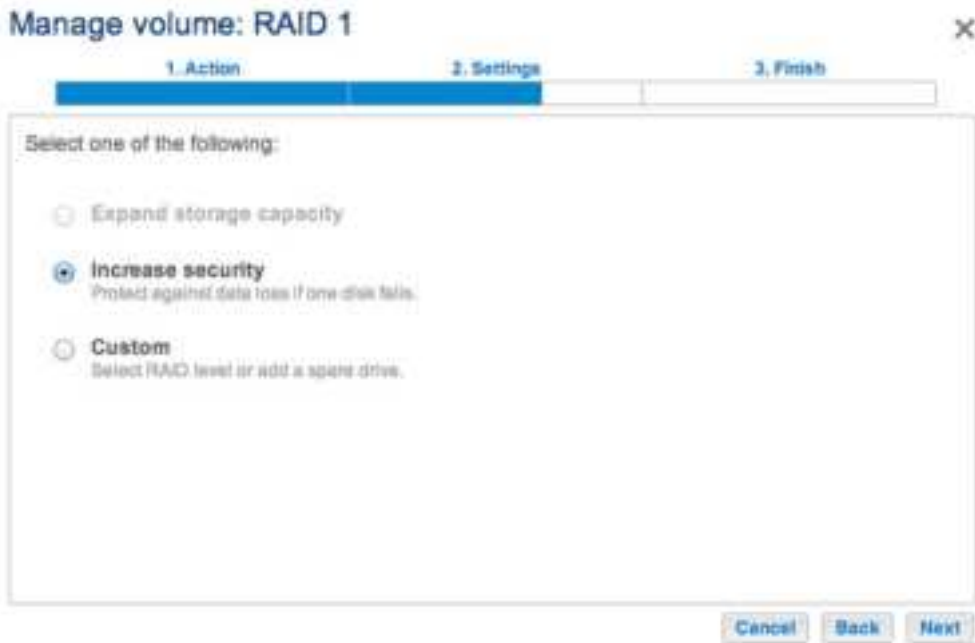 Manage volume: RAID 1
1. Action 2. Settings 3. Finish
Select one of the following:
Expand storage capacity
Increase security
Protect against data loss if one disk fails.
Custom
Select RAID level or add a spare drive.
Cancel Back Next